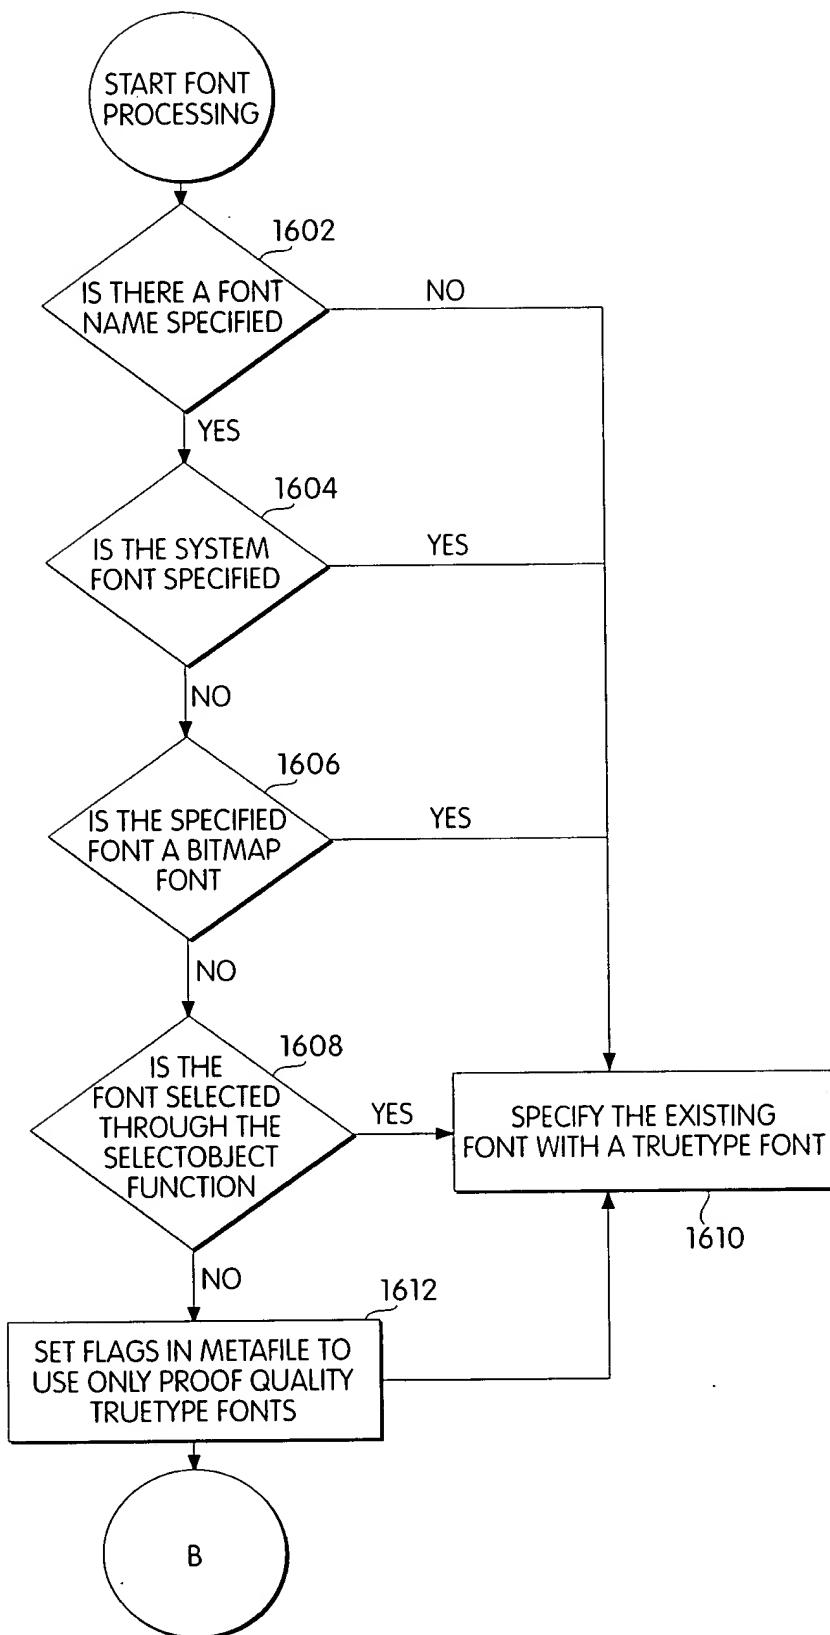 START FONT
PROCESSING
1602
IS THERE A FONT
NAME SPECIFIED
NO
YES
1604
IS THE SYSTEM
FONT SPECIFIED
YES
NO
1606
IS THE SPECIFIED
FONT A BITMAP
FONT
YES
NO
1608
IS THE
FONT SELECTED
THROUGH THE
SELECTOBJECT
FUNCTION
YES
SPECIFY THE EXISTING
FONT WITH A TRUETYPE FONT
1610
NO
1612
SET FLAGS IN METAFILE TO
USE ONLY PROOF QUALITY
TRUETYPE FONTS
B